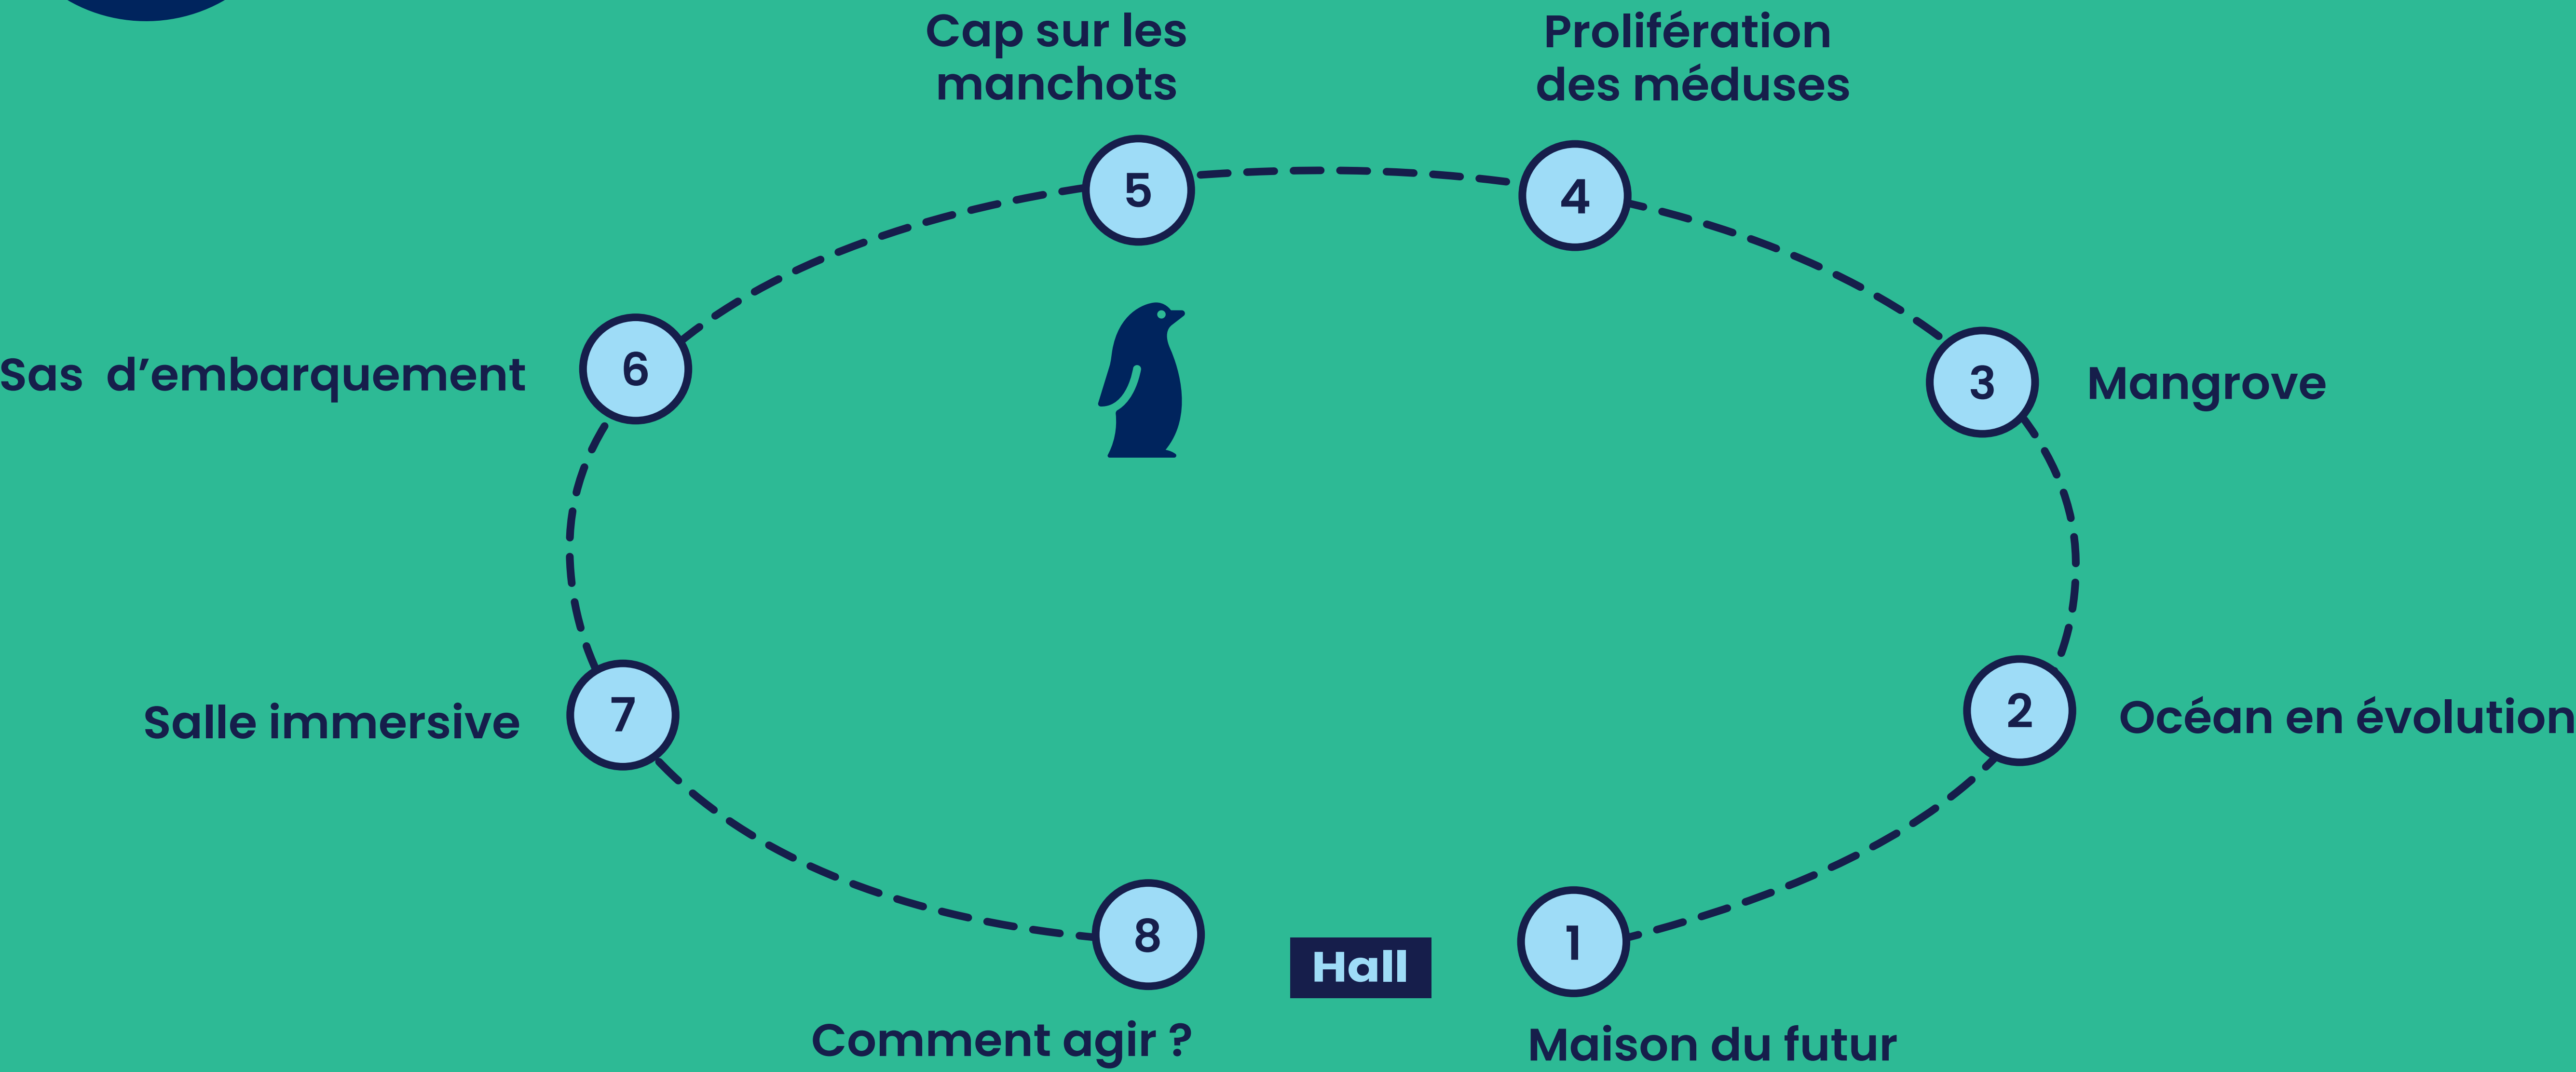 Cap sur les
manchots
Prolifération
des méduses
5
4
6
Sas  d’embarquement
3
Mangrove
7
Salle immersive
2
Océan en évolution
8
Hall
1
Comment agir ?
Maison du futur